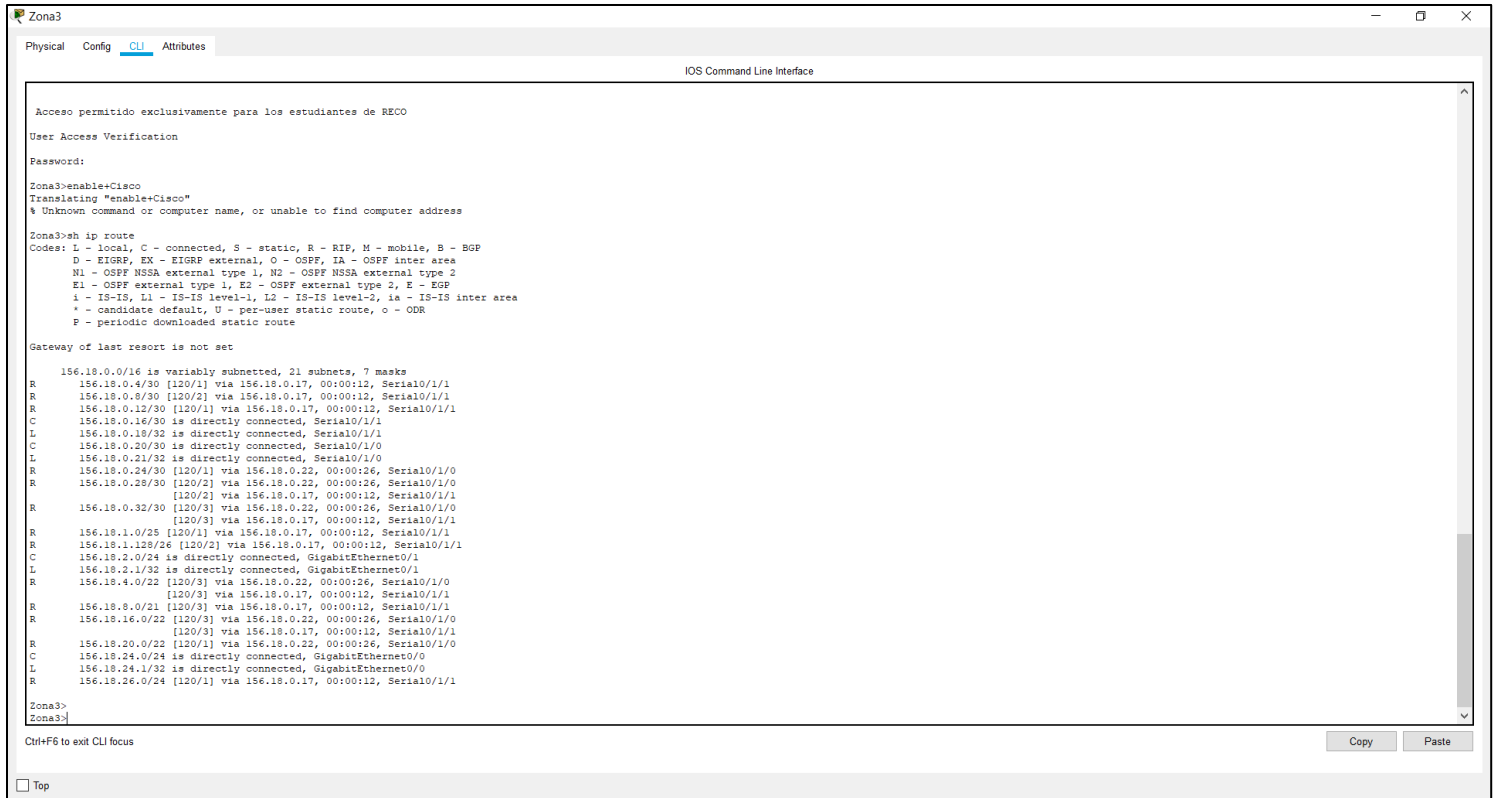 Zona3
Physical Config CLI Attributes
IOS Command Line Interface
Acceso permitido exclusivamente para los estudiantes de RECO
User Access Verification
Password:
Zona3>enable+Cisco
Translating "enable+Cisco"
% Unknown command or computer name, or unable to find computer address
Zona3>sh ip route
Codes: L - local, C - connected, S - static, R - RIP, M - mobile, B - BGP
D - EIGRP, EX - EIGRP external, O - OSPF, IA - OSPF inter area
N1 - OSPF NSSA external type 1, N2 - OSPF NSSA external type 2
E1 - OSPF external type 1, E2 - OSPF external type 2, E - EGP
i - IS-IS, L1 - IS-IS level-1, L2 - IS-IS level-2, ia - IS-IS inter area
* - candidate default, U - per-user static route, o - ODR
P - periodic downloaded static route
Gateway of last resort is not set
156.18.0.0/16 is variably subnetted, 21 subnets, 7 masks
R 156.18.0.4/30 [120/1] via 156.18.0.17, 00:00:12, Serial0/1/1
R 156.18.0.8/30 [120/2] via 156.18.0.17, 00:00:12, Serial0/1/1
R 156.18.0.12/30 [120/1] via 156.18.0.17, 00:00:12, Serial0/1/1
C 156.18.0.16/30 is directly connected, Serial0/1/1
L 156.18.0.18/32 is directly connected, Serial0/1/1
C 156.18.0.20/30 is directly connected, Serial0/1/0
L 156.18.0.21/32 is directly connected, Serial0/1/0
R 156.18.0.24/30 [120/1] via 156.18.0.22, 00:00:26, Serial0/1/0
R 156.18.0.28/30 [120/2] via 156.18.0.22, 00:00:26, Serial0/1/0
[120/2] via 156.18.0.17, 00:00:12, Serial0/1/1
R 156.18.0.32/30 [120/3] via 156.18.0.22, 00:00:26, Serial0/1/0
[120/3] via 156.18.0.17, 00:00:12, Serial0/1/1
R 156.18.1.0/25 [120/1] via 156.18.0.17, 00:00:12, Serial0/1/1
R 156.18.1.128/26 [120/2] via 156.18.0.17, 00:00:12, Serial0/1/1
C 156.18.2.0/24 is directly connected, GigabitEthernet0/1
L 156.18.2.1/32 is directly connected, GigabitEthernet0/1
R 156.18.4.0/22 [120/3] via 156.18.0.22, 00:00:26, Serial0/1/0
[120/3] via 156.18.0.17, 00:00:12, Serial0/1/1
R 156.18.8.0/21 [120/3] via 156.18.0.17, 00:00:12, Serial0/1/1
R 156.18.16.0/22 [120/3] via 156.18.0.22, 00:00:26, Serial0/1/0
[120/3] via 156.18.0.17, 00:00:12, Serial0/1/1
R 156.18.20.0/22 [120/1] via 156.18.0.22, 00:00:26, Serial0/1/0
C 156.18.24.0/24 is directly connected, GigabitEthernet0/0
L 156.18.24.1/32 is directly connected, GigabitEthernet0/0
R 156.18.26.0/24 [120/1] via 156.18.0.17, 00:00:12, Serial0/1/1
Zona3>
Zona3>
Ctrl+F6 to exit CLI focus
Copy Paste
Top